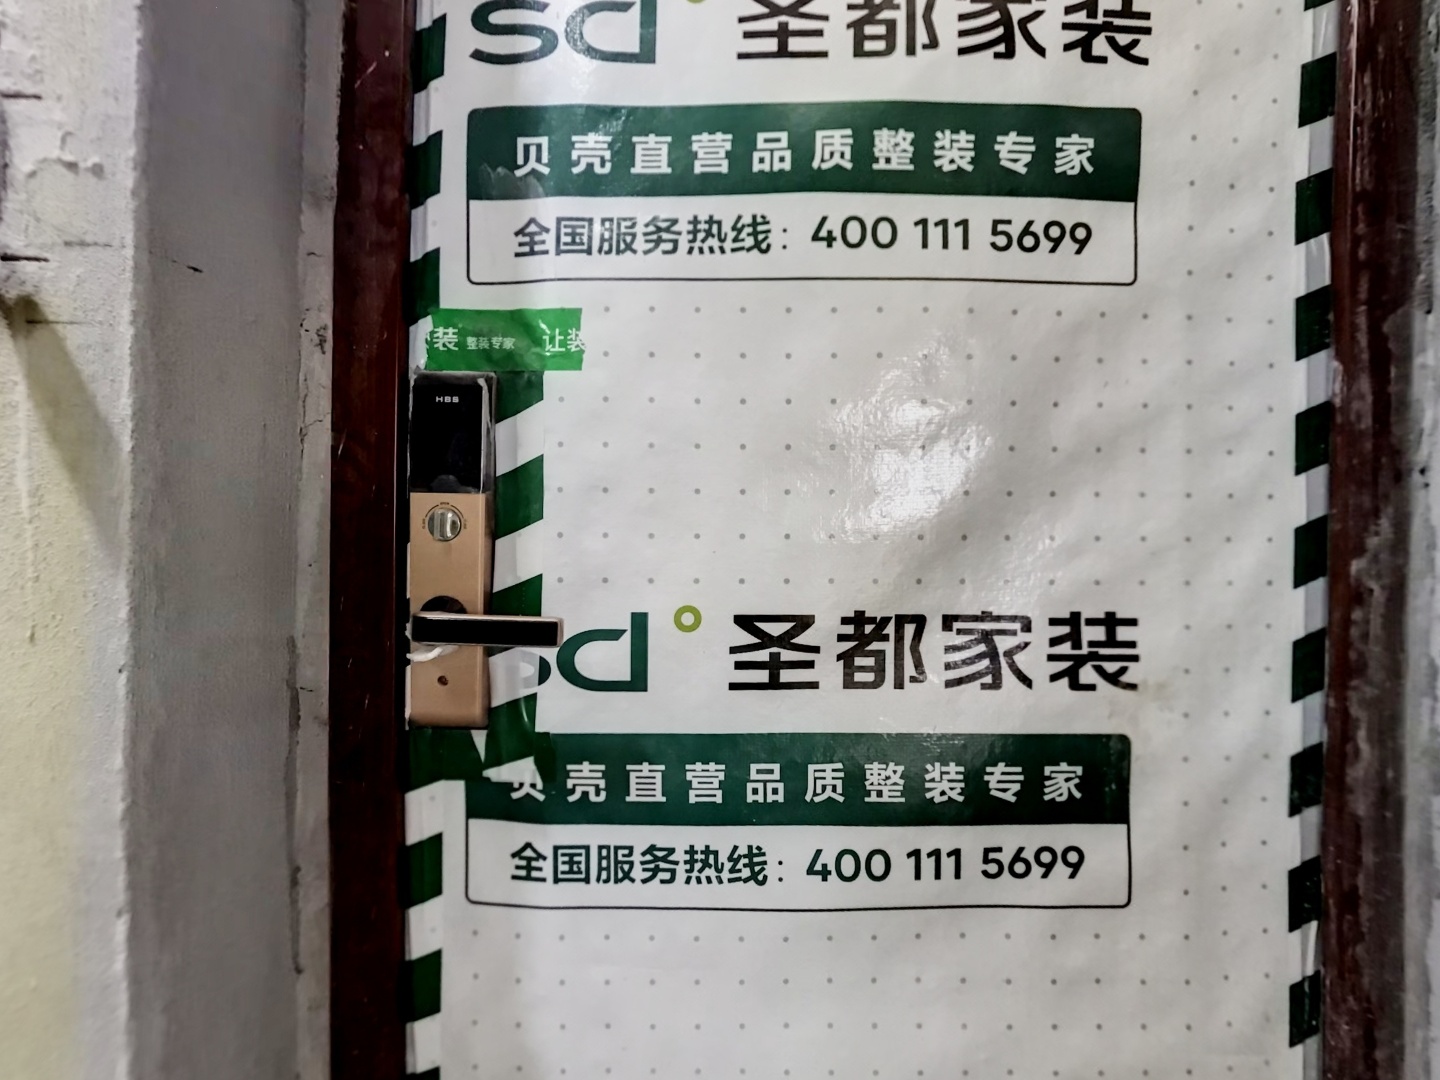 sd 圣都家装
贝壳直营品质整装专家
全国服务热线：400 111 5699
装 整装专家 让装
HBS
sd 圣都家装
贝壳直营品质整装专家
全国服务热线：400 111 5699